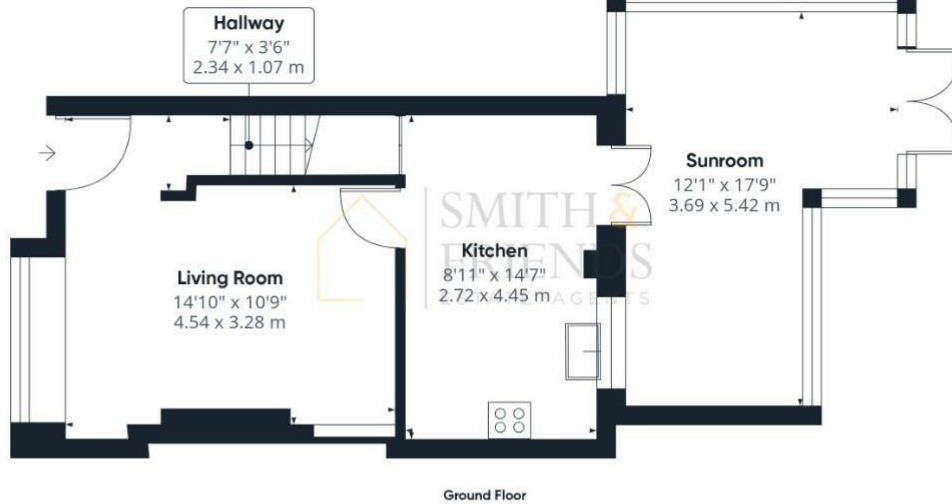 Hallway
7'7" x 3'6"
2.34 x 1.07 m
Sunroom
12'1" x 17'9"
3.69 x 5.42 m
SMITH &
FRIENDS
AGENTS
Kitchen
8'11" x 14'7"
2.72 x 4.45 m
Living Room
14'10" x 10'9"
4.54 x 3.28 m
Ground Floor